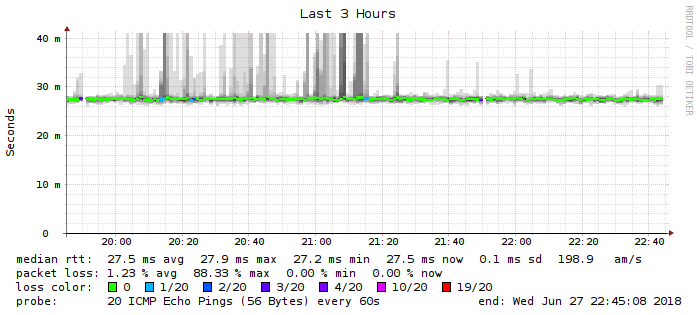 Last 3 Hours
RRDTOOL / TOBI OETIKER
Seconds
40 m
30 m
20 m
10 m
0
20:00 20:20 20:40 21:00 21:20 21:40 22:00 22:20 22:40
median rtt: 27.5 ms avg 27.9 ms max 27.2 ms min 27.5 ms now 0.1 ms sd 198.9 am/s
packet loss: 1.23 % avg 88.33 % max 0.00 % min 0.00 % now
loss color: 0 1/20 2/20 3/20 4/20 10/20 19/20
probe: 20 ICMP Echo Pings (56 Bytes) every 60s end: Wed Jun 27 22:45:08 2018